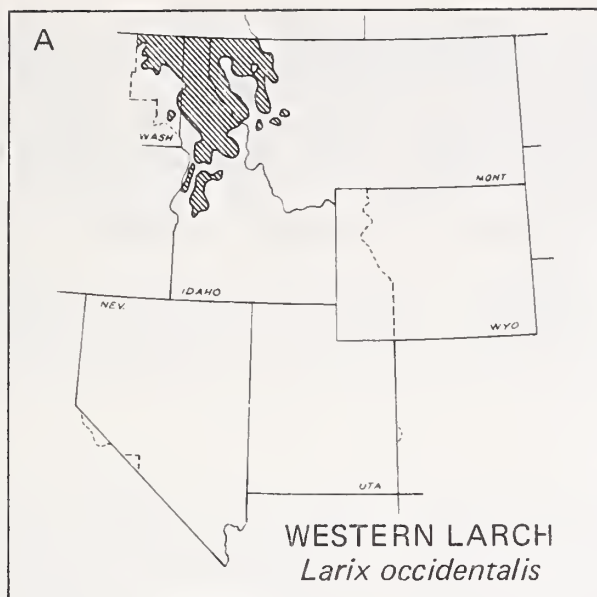 A
WASH
MONT
IDAHO
NEV.
WYO
UTA
WESTERN LARCH
Larix occidentalis